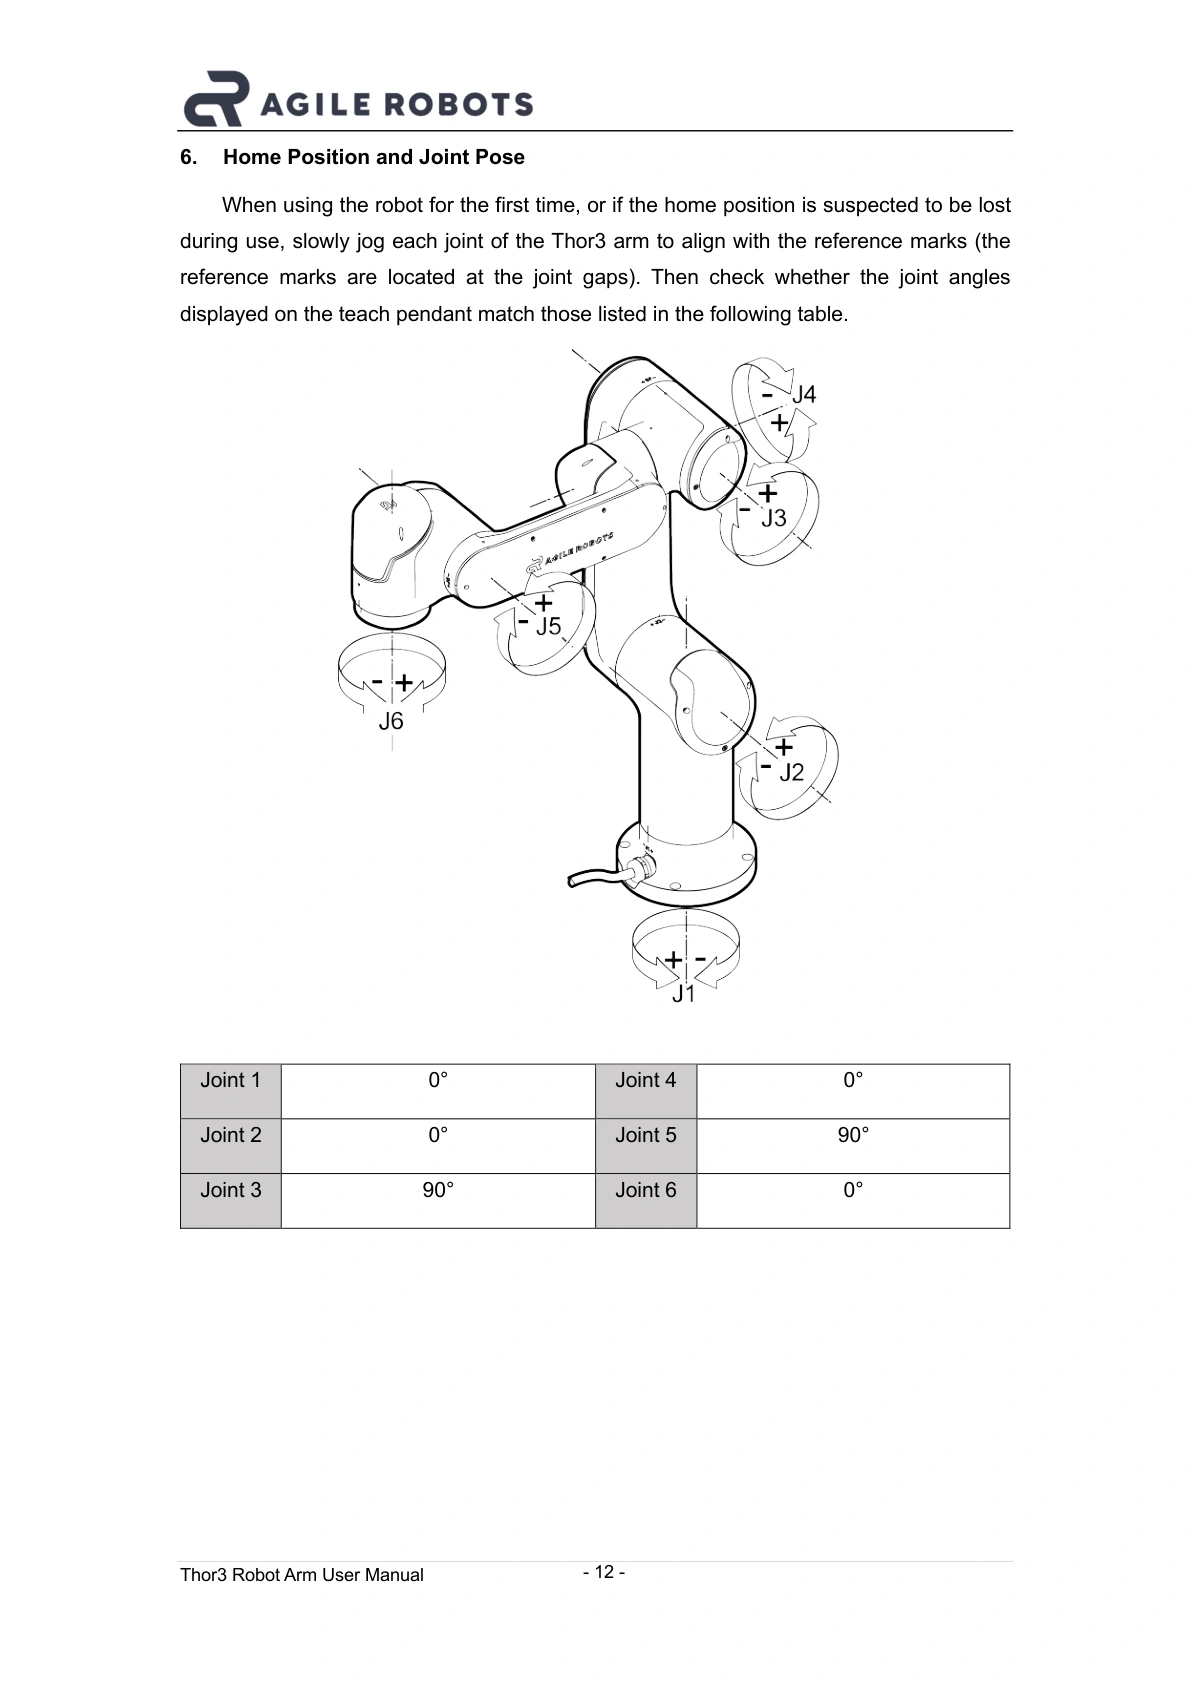 AGILE ROBOTS
6. Home Position and Joint Pose
When using the robot for the first time, or if the home position is suspected to be lost
during use, slowly jog each joint of the Thor3 arm to align with the reference marks (the
reference marks are located at the joint gaps). Then check whether the joint angles
displayed on the teach pendant match those listed in the following table.
- J4
+
+
- J3
AGILE ROBOTS
+
- J5
- +
J6
+
- J2
+ -
J1
Joint 1 0° Joint 4 0°
Joint 2 0° Joint 5 90°
Joint 3 90° Joint 6 0°
Thor3 Robot Arm User Manual - 12 -